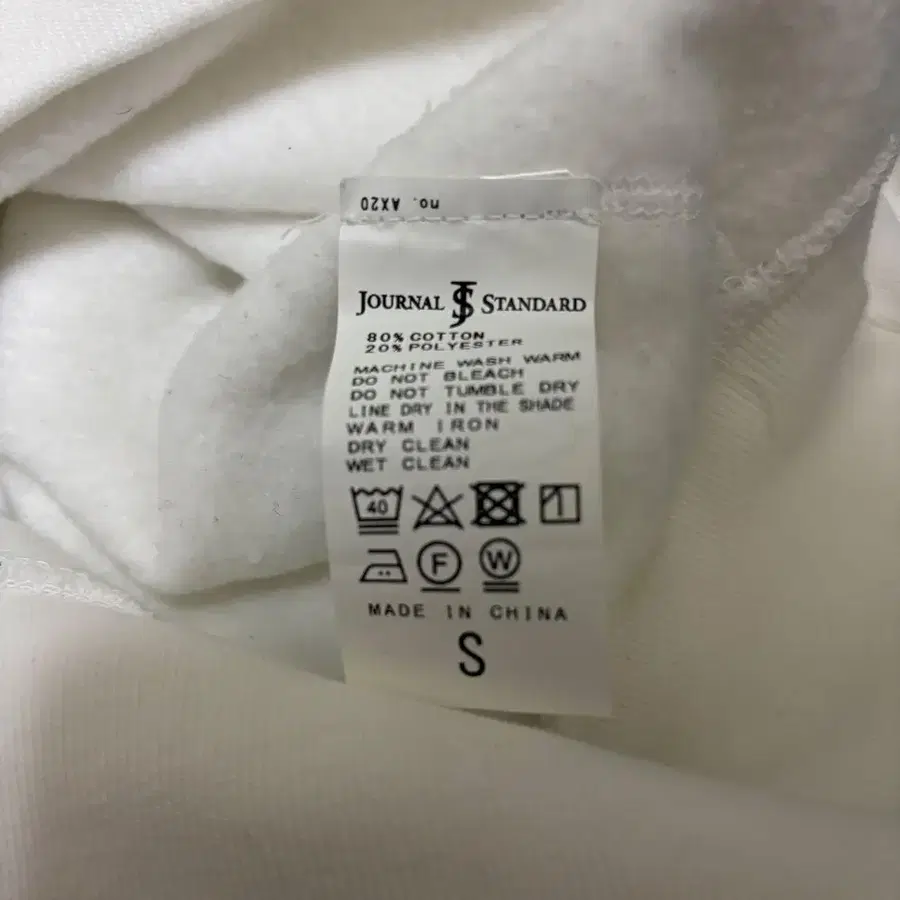 no. AX20
JOURNAL JS STANDARD
80% COTTON
20% POLYESTER
MACHINE WASH WARM
DO NOT BLEACH
DO NOT TUMBLE DRY
LINE DRY IN THE SHADE
WARM IRON
DRY CLEAN
WET CLEAN
40
F W
MADE IN CHINA
S